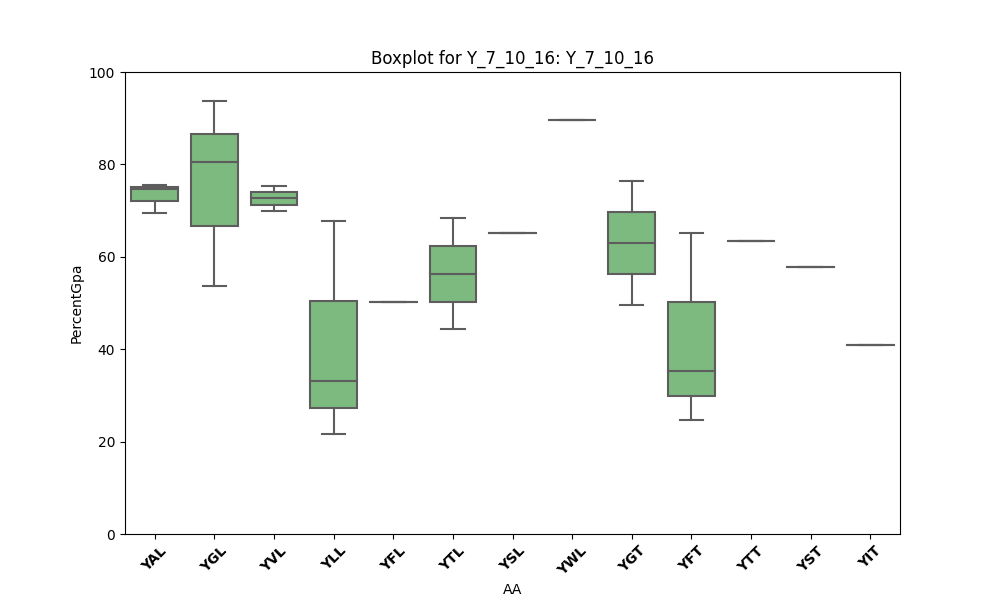 Boxplot for Y_7_10_16: Y_7_10_16
100
80
60
40
20
0
PercentGpa
YAL YGL YVL YLL YFL YTL YSL YWL YGT YFT YTT YST YIT
AA